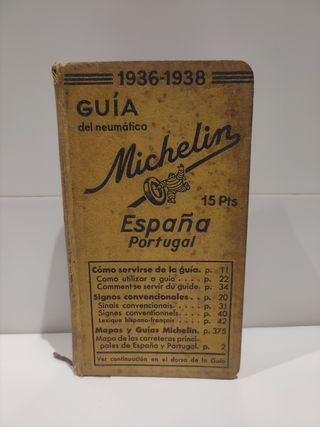 1936-1938
GUÍA
del neumático
Michelin
15 Pts
España
Portugal
Cómo servirse de la guía. p. 11
Como utilizar o guia .... p. 22
Comment se servir du guide. p. 34
Signos convencionales.. p. 20
Sinais convencionais.... p. 31
Signes conventionnels... p. 40
Lexique hispano-français. p. 42
Mapas y Guías Michelin. p. 375
Mapa de las carreteras princi-
pales de España y Portugal. p. 2
Ver continuación en el dorso de la Guía